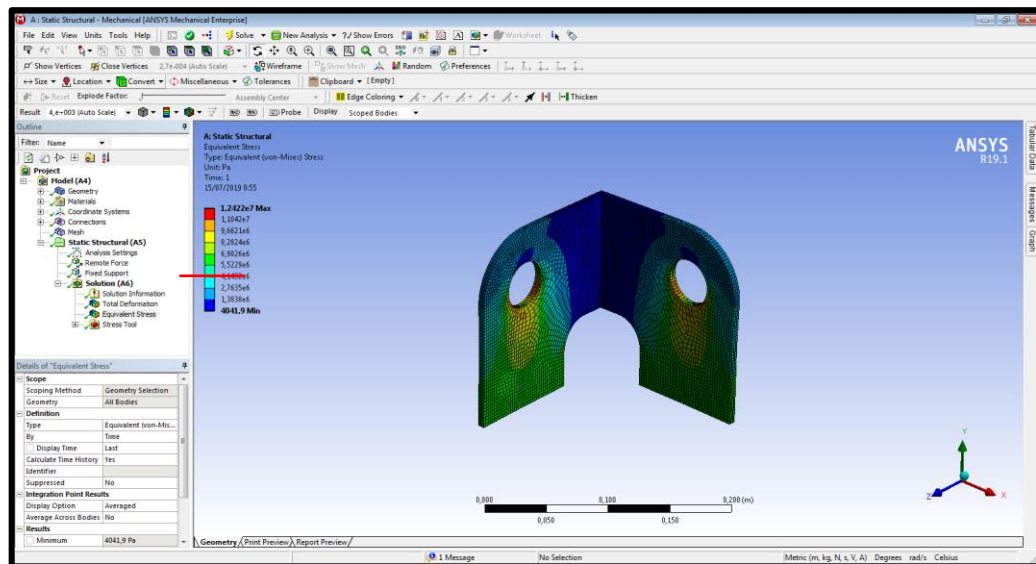 A : Static Structural - Mechanical [ANSYS Mechanical Enterprise]
File Edit View Units Tools Help Solve New Analysis ?/ Show Errors Worksheet
Show Vertices Close Vertices 2,7e-004 (Auto Scale) Wireframe Show Mesh Random Preferences
Size Location Convert Miscellaneous Tolerances Clipboard [Empty]
Reset Explode Factor: Assembly Center Edge Coloring Thicken
Result 4,e+003 (Auto Scale) Probe Display Scoped Bodies
Outline
Filter: Name
Project
Model (A4)
Geometry
Materials
Coordinate Systems
Connections
Mesh
Static Structural (A5)
Analysis Settings
Remote Force
Fixed Support
Solution (A6)
Solution Information
Total Deformation
Equivalent Stress
Stress Tool
Details of "Equivalent Stress"
Scope
Scoping Method Geometry Selection
Geometry All Bodies
Definition
Type Equivalent (von-Mis...
By Time
Display Time Last
Calculate Time History Yes
Identifier
Suppressed No
Integration Point Results
Display Option Averaged
Average Across Bodies No
Results
Minimum 4041,9 Pa
A: Static Structural
Equivalent Stress
Type: Equivalent (von-Mises) Stress
Unit: Pa
Time: 1
15/07/2019 8:55
1,2422e7 Max
1,1042e7
9,6621e6
8,2824e6
6,9026e6
5,5229e6
2,7635e6
1,3838e6
4041,9 Min
ANSYS
R19.1
Tabular Data
Messages
Graph
Y
Z
X
0,000 0,100 0,200 (m)
0,050 0,150
Geometry Print Preview Report Preview
1 Message No Selection Metric (m, kg, N, s, V, A) Degrees rad/s Celsius